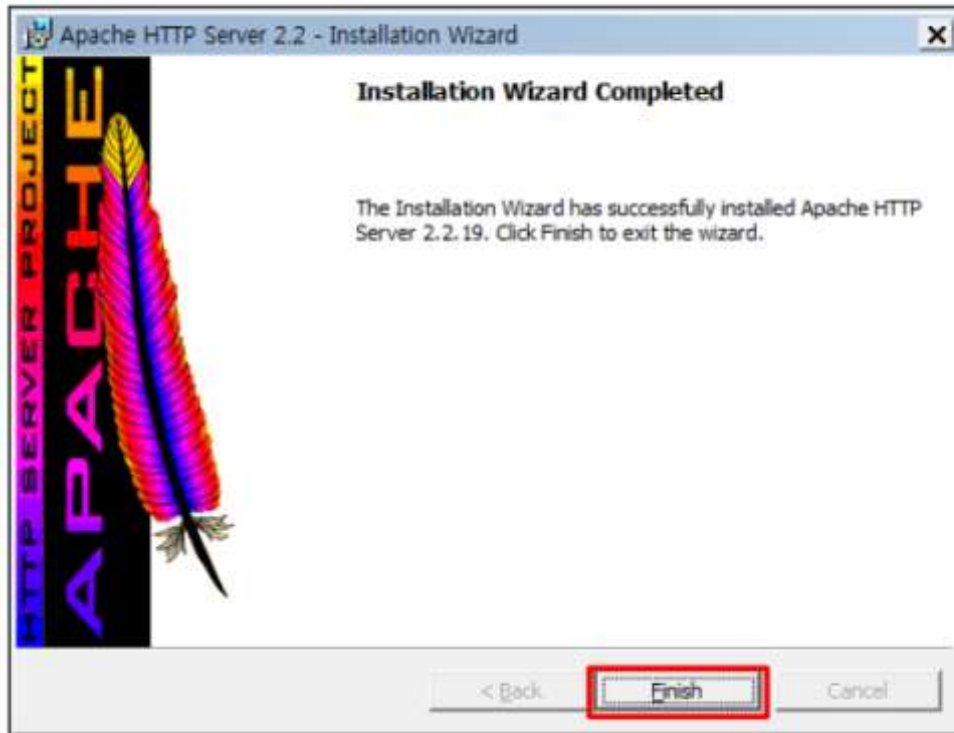 Apache HTTP Server 2.2 - Installation Wizard
HTTP SERVER PROJECT
APACHE
Installation Wizard Completed
The Installation Wizard has successfully installed Apache HTTP
Server 2.2.19. Click Finish to exit the wizard.
< Back
Finish
Cancel